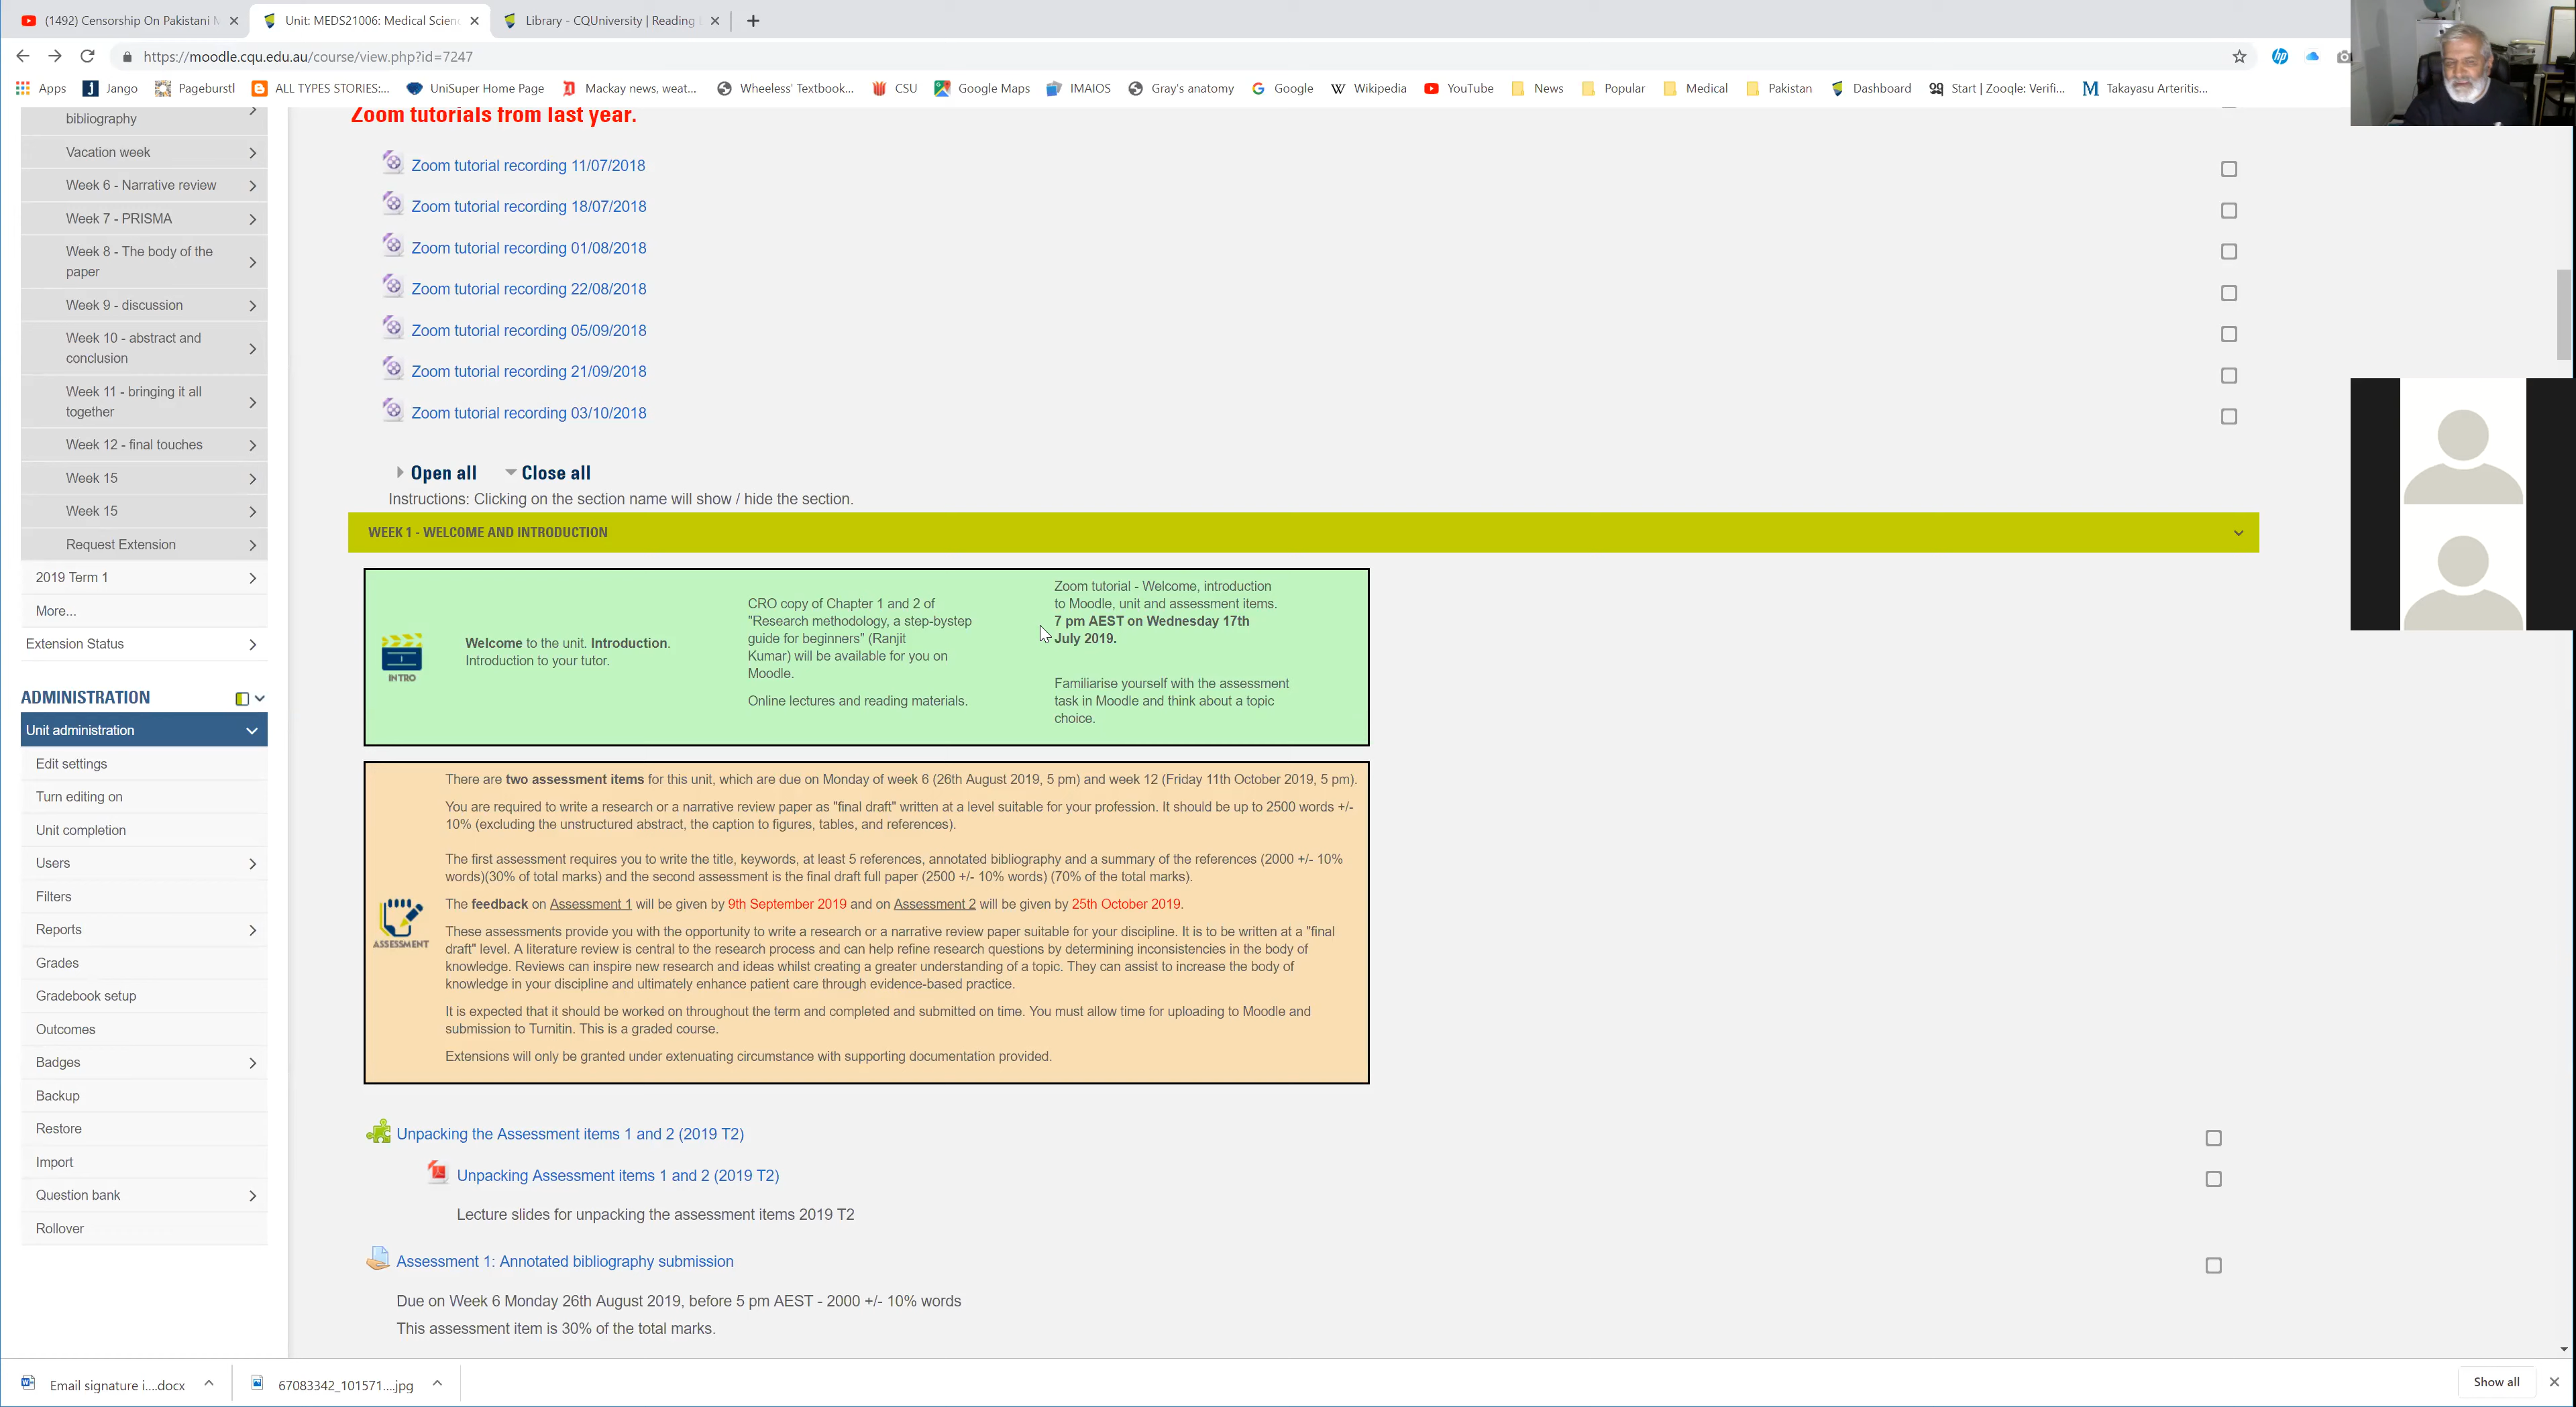 (1492) Censorship On Pakistani M
Unit: MEDS21006: Medical Scienc
Library - CQUniversity | Reading
https://moodle.cqu.edu.au/course/view.php?id=7247
Apps
Jango
Pageburstl
ALL TYPES STORIES:...
UniSuper Home Page
Mackay news, weat...
Wheeless' Textbook...
CSU
Google Maps
IMAIOS
Gray's anatomy
Google
Wikipedia
YouTube
News
Popular
Medical
Pakistan
Dashboard
Start | Zooqle: Verifi...
Takayasu Arteritis...
bibliography
Vacation week
Week 6 - Narrative review
Week 7 - PRISMA
Week 8 - The body of the
paper
Week 9 - discussion
Week 10 - abstract and
conclusion
Week 11 - bringing it all
together
Week 12 - final touches
Week 15
Week 15
Request Extension
2019 Term 1
More...
Extension Status
ADMINISTRATION
Unit administration
Edit settings
Turn editing on
Unit completion
Users
Filters
Reports
Grades
Gradebook setup
Outcomes
Badges
Backup
Restore
Import
Question bank
Rollover
Zoom tutorials from last year.
Zoom tutorial recording 11/07/2018
Zoom tutorial recording 18/07/2018
Zoom tutorial recording 01/08/2018
Zoom tutorial recording 22/08/2018
Zoom tutorial recording 05/09/2018
Zoom tutorial recording 21/09/2018
Zoom tutorial recording 03/10/2018
Open all
Close all
Instructions: Clicking on the section name will show / hide the section.
WEEK 1 - WELCOME AND INTRODUCTION
INTRO
Welcome to the unit. Introduction.
Introduction to your tutor.
CRO copy of Chapter 1 and 2 of
"Research methodology, a step-bystep
guide for beginners" (Ranjit
Kumar) will be available for you on
Moodle.
Online lectures and reading materials.
Zoom tutorial - Welcome, introduction
to Moodle, unit and assessment items.
7 pm AEST on Wednesday 17th
July 2019.
Familiarise yourself with the assessment
task in Moodle and think about a topic
choice.
ASSESSMENT
There are two assessment items for this unit, which are due on Monday of week 6 (26th August 2019, 5 pm) and week 12 (Friday 11th October 2019, 5 pm).
You are required to write a research or a narrative review paper as "final draft" written at a level suitable for your profession. It should be up to 2500 words +/-
10% (excluding the unstructured abstract, the caption to figures, tables, and references).
The first assessment requires you to write the title, keywords, at least 5 references, annotated bibliography and a summary of the references (2000 +/- 10%
words)(30% of total marks) and the second assessment is the final draft full paper (2500 +/- 10% words) (70% of the total marks).
The feedback on Assessment 1 will be given by 9th September 2019 and on Assessment 2 will be given by 25th October 2019.
These assessments provide you with the opportunity to write a research or a narrative review paper suitable for your discipline. It is to be written at a "final
draft" level. A literature review is central to the research process and can help refine research questions by determining inconsistencies in the body of
knowledge. Reviews can inspire new research and ideas whilst creating a greater understanding of a topic. They can assist to increase the body of
knowledge in your discipline and ultimately enhance patient care through evidence-based practice.
It is expected that it should be worked on throughout the term and completed and submitted on time. You must allow time for uploading to Moodle and
submission to Turnitin. This is a graded course.
Extensions will only be granted under extenuating circumstance with supporting documentation provided.
Unpacking the Assessment items 1 and 2 (2019 T2)
Unpacking Assessment items 1 and 2 (2019 T2)
Lecture slides for unpacking the assessment items 2019 T2
Assessment 1: Annotated bibliography submission
Due on Week 6 Monday 26th August 2019, before 5 pm AEST - 2000 +/- 10% words
This assessment item is 30% of the total marks.
Email signature i....docx
67083342_101571....jpg
Show all